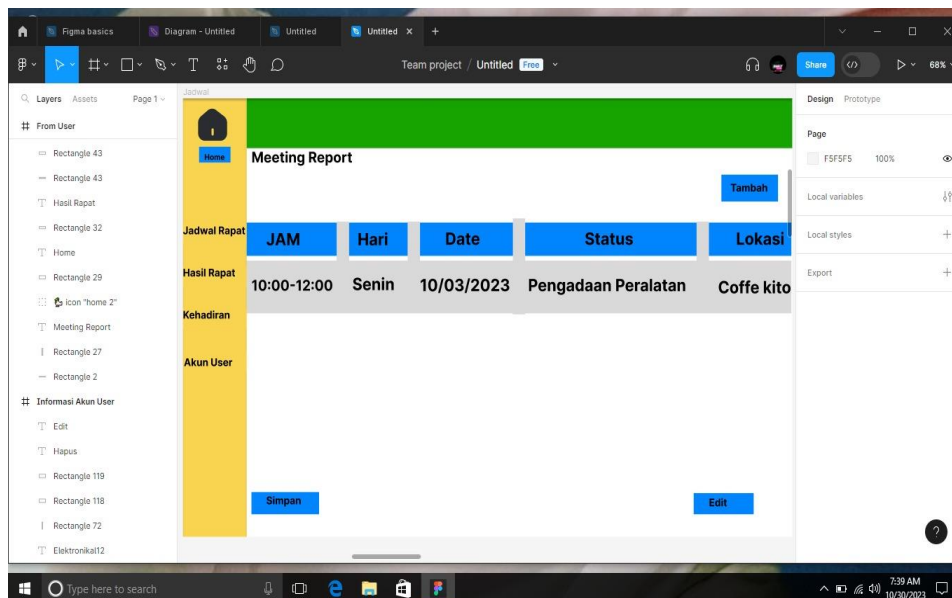 Figma basics
Diagram - Untitled
Untitled
Untitled
Team project / Untitled Free
Share
68%
Layers Assets Page 1
From User
Rectangle 43
Rectangle 43
Hasil Rapat
Rectangle 32
Home
Rectangle 29
icon "home 2"
Meeting Report
Rectangle 27
Rectangle 2
Informasi Akun User
Edit
Hapus
Rectangle 119
Rectangle 118
Rectangle 72
Elektronikal12
Jadwal
Home
Jadwal Rapat
Hasil Rapat
Kehadiran
Akun User
Meeting Report
Tambah
JAM Hari Date Status Lokasi
10:00-12:00 Senin 10/03/2023 Pengadaan Peralatan Coffe kito
Simpan Edit
Design Prototype
Page
F5F5F5 100%
Local variables
Local styles
Export
?
Type here to search
7:39 AM
10/30/2023